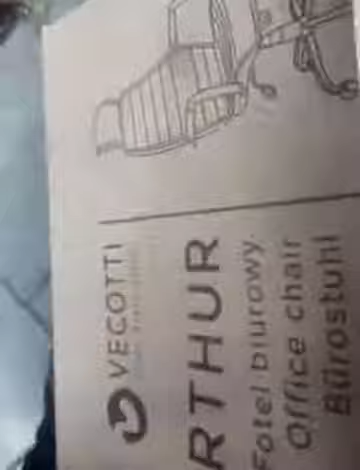 VECOTTI
RTHUR
Fotel biurowy.
Office chair
Bürostuhl